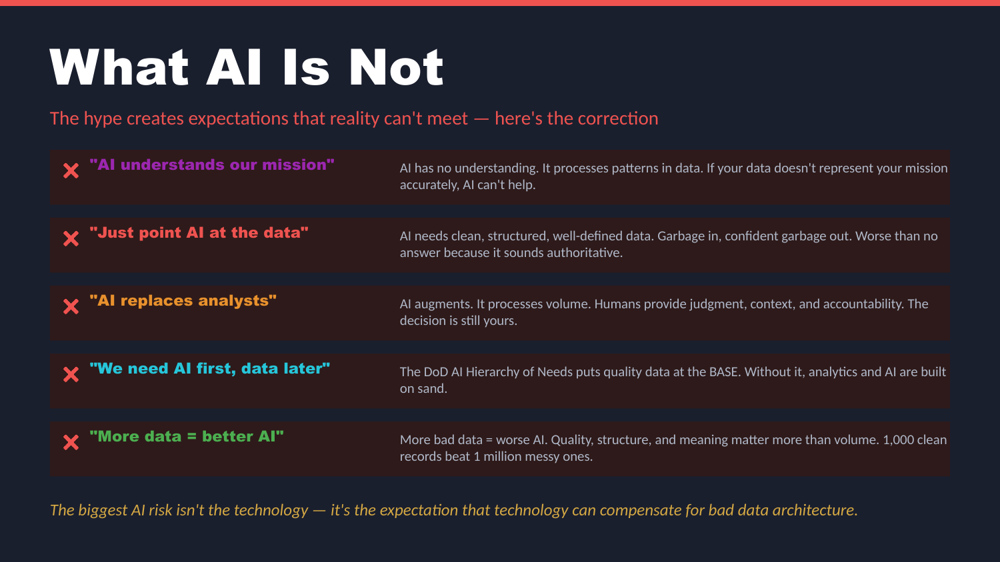 What AI Is Not
The hype creates expectations that reality can't meet — here's the correction
"AI understands our mission"
AI has no understanding. It processes patterns in data. If your data doesn't represent your mission
accurately, AI can't help.
"Just point AI at the data"
AI needs clean, structured, well-defined data. Garbage in, confident garbage out. Worse than no
answer because it sounds authoritative.
"AI replaces analysts"
AI augments. It processes volume. Humans provide judgment, context, and accountability. The
decision is still yours.
"We need AI first, data later"
The DoD AI Hierarchy of Needs puts quality data at the BASE. Without it, analytics and AI are built
on sand.
"More data = better AI"
More bad data = worse AI. Quality, structure, and meaning matter more than volume. 1,000 clean
records beat 1 million messy ones.
The biggest AI risk isn't the technology — it's the expectation that technology can compensate for bad data architecture.